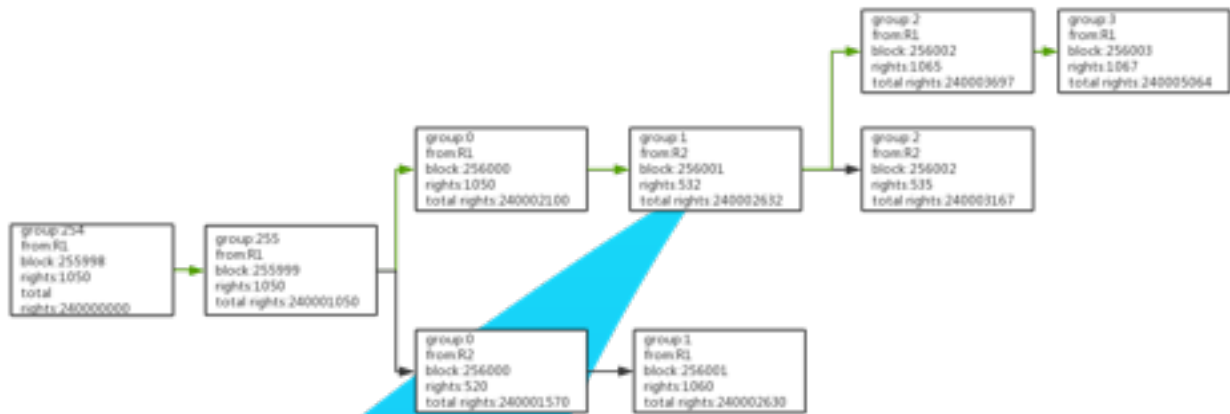 group:2
from:R1
block:256002
rights:1065
total rights:240003697
group:3
from:R1
block:256003
rights:1067
total rights:240005064
group:0
from:R1
block:256000
rights:1050
total rights:240002100
group:1
from:R2
block:256001
rights:532
total rights:240002632
group:2
from:R2
block:256002
rights:535
total rights:240003167
group:254
from:R1
block:255998
rights:1050
total
rights:240000000
group:255
from:R1
block:255999
rights:1050
total rights:240001050
group:0
from:R2
block:256000
rights:520
total rights:240001570
group:1
from:R1
block:256001
rights:1060
total rights:240002630